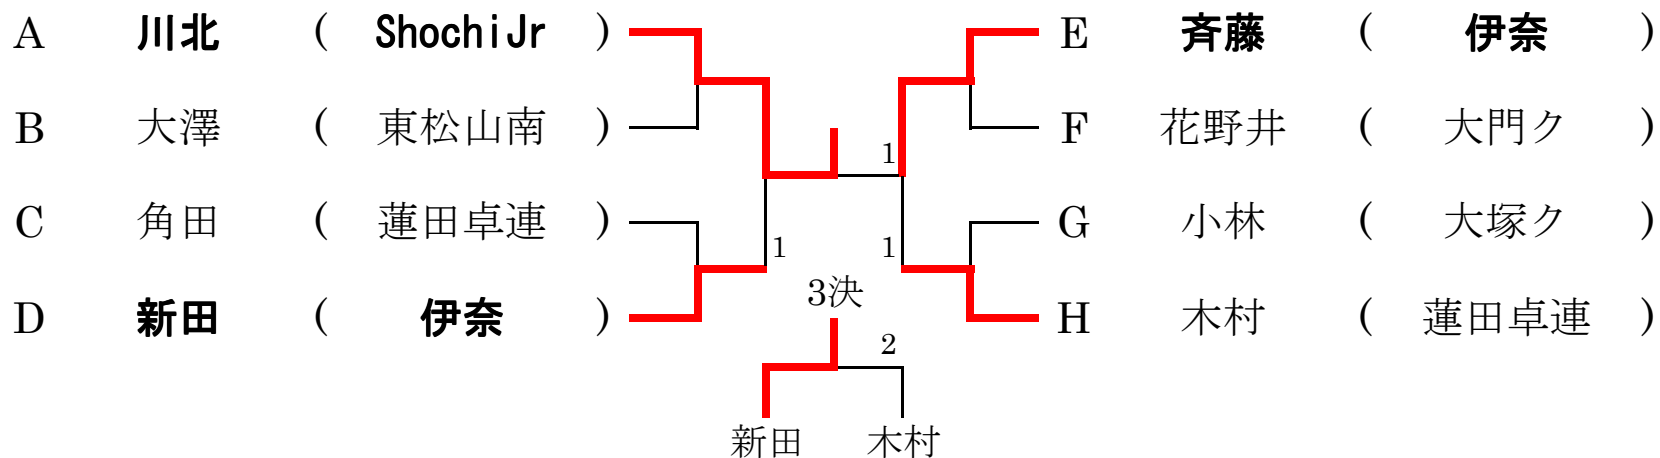 A 川北 ( ShochiJr ) E 斉藤 ( 伊奈 )
B 大澤 ( 東松山南 ) 1 F 花野井 ( 大門ク )
C 角田 ( 蓮田卓連 ) 1 1 G 小林 ( 大塚ク )
D 新田 ( 伊奈 ) 3決 H 木村 ( 蓮田卓連 )
2
新田 木村